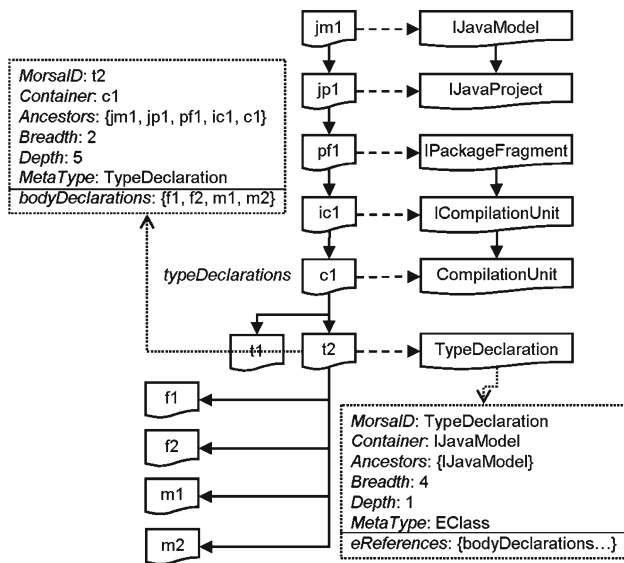 jm1
IJavaModel
MorsaID: t2
Container: c1
Ancestors: {jm1, jp1, pf1, ic1, c1}
Breadth: 2
Depth: 5
MetaType: TypeDeclaration
bodyDeclarations: {f1, f2, m1, m2}
jp1
IJavaProject
pf1
IPackageFragment
ic1
ICompilationUnit
typeDeclarations
c1
CompilationUnit
t1
t2
TypeDeclaration
f1
f2
m1
m2
MorsaID: TypeDeclaration
Container: IJavaModel
Ancestors: {IJavaModel}
Breadth: 4
Depth: 1
MetaType: EClass
eReferences: {bodyDeclarations...}